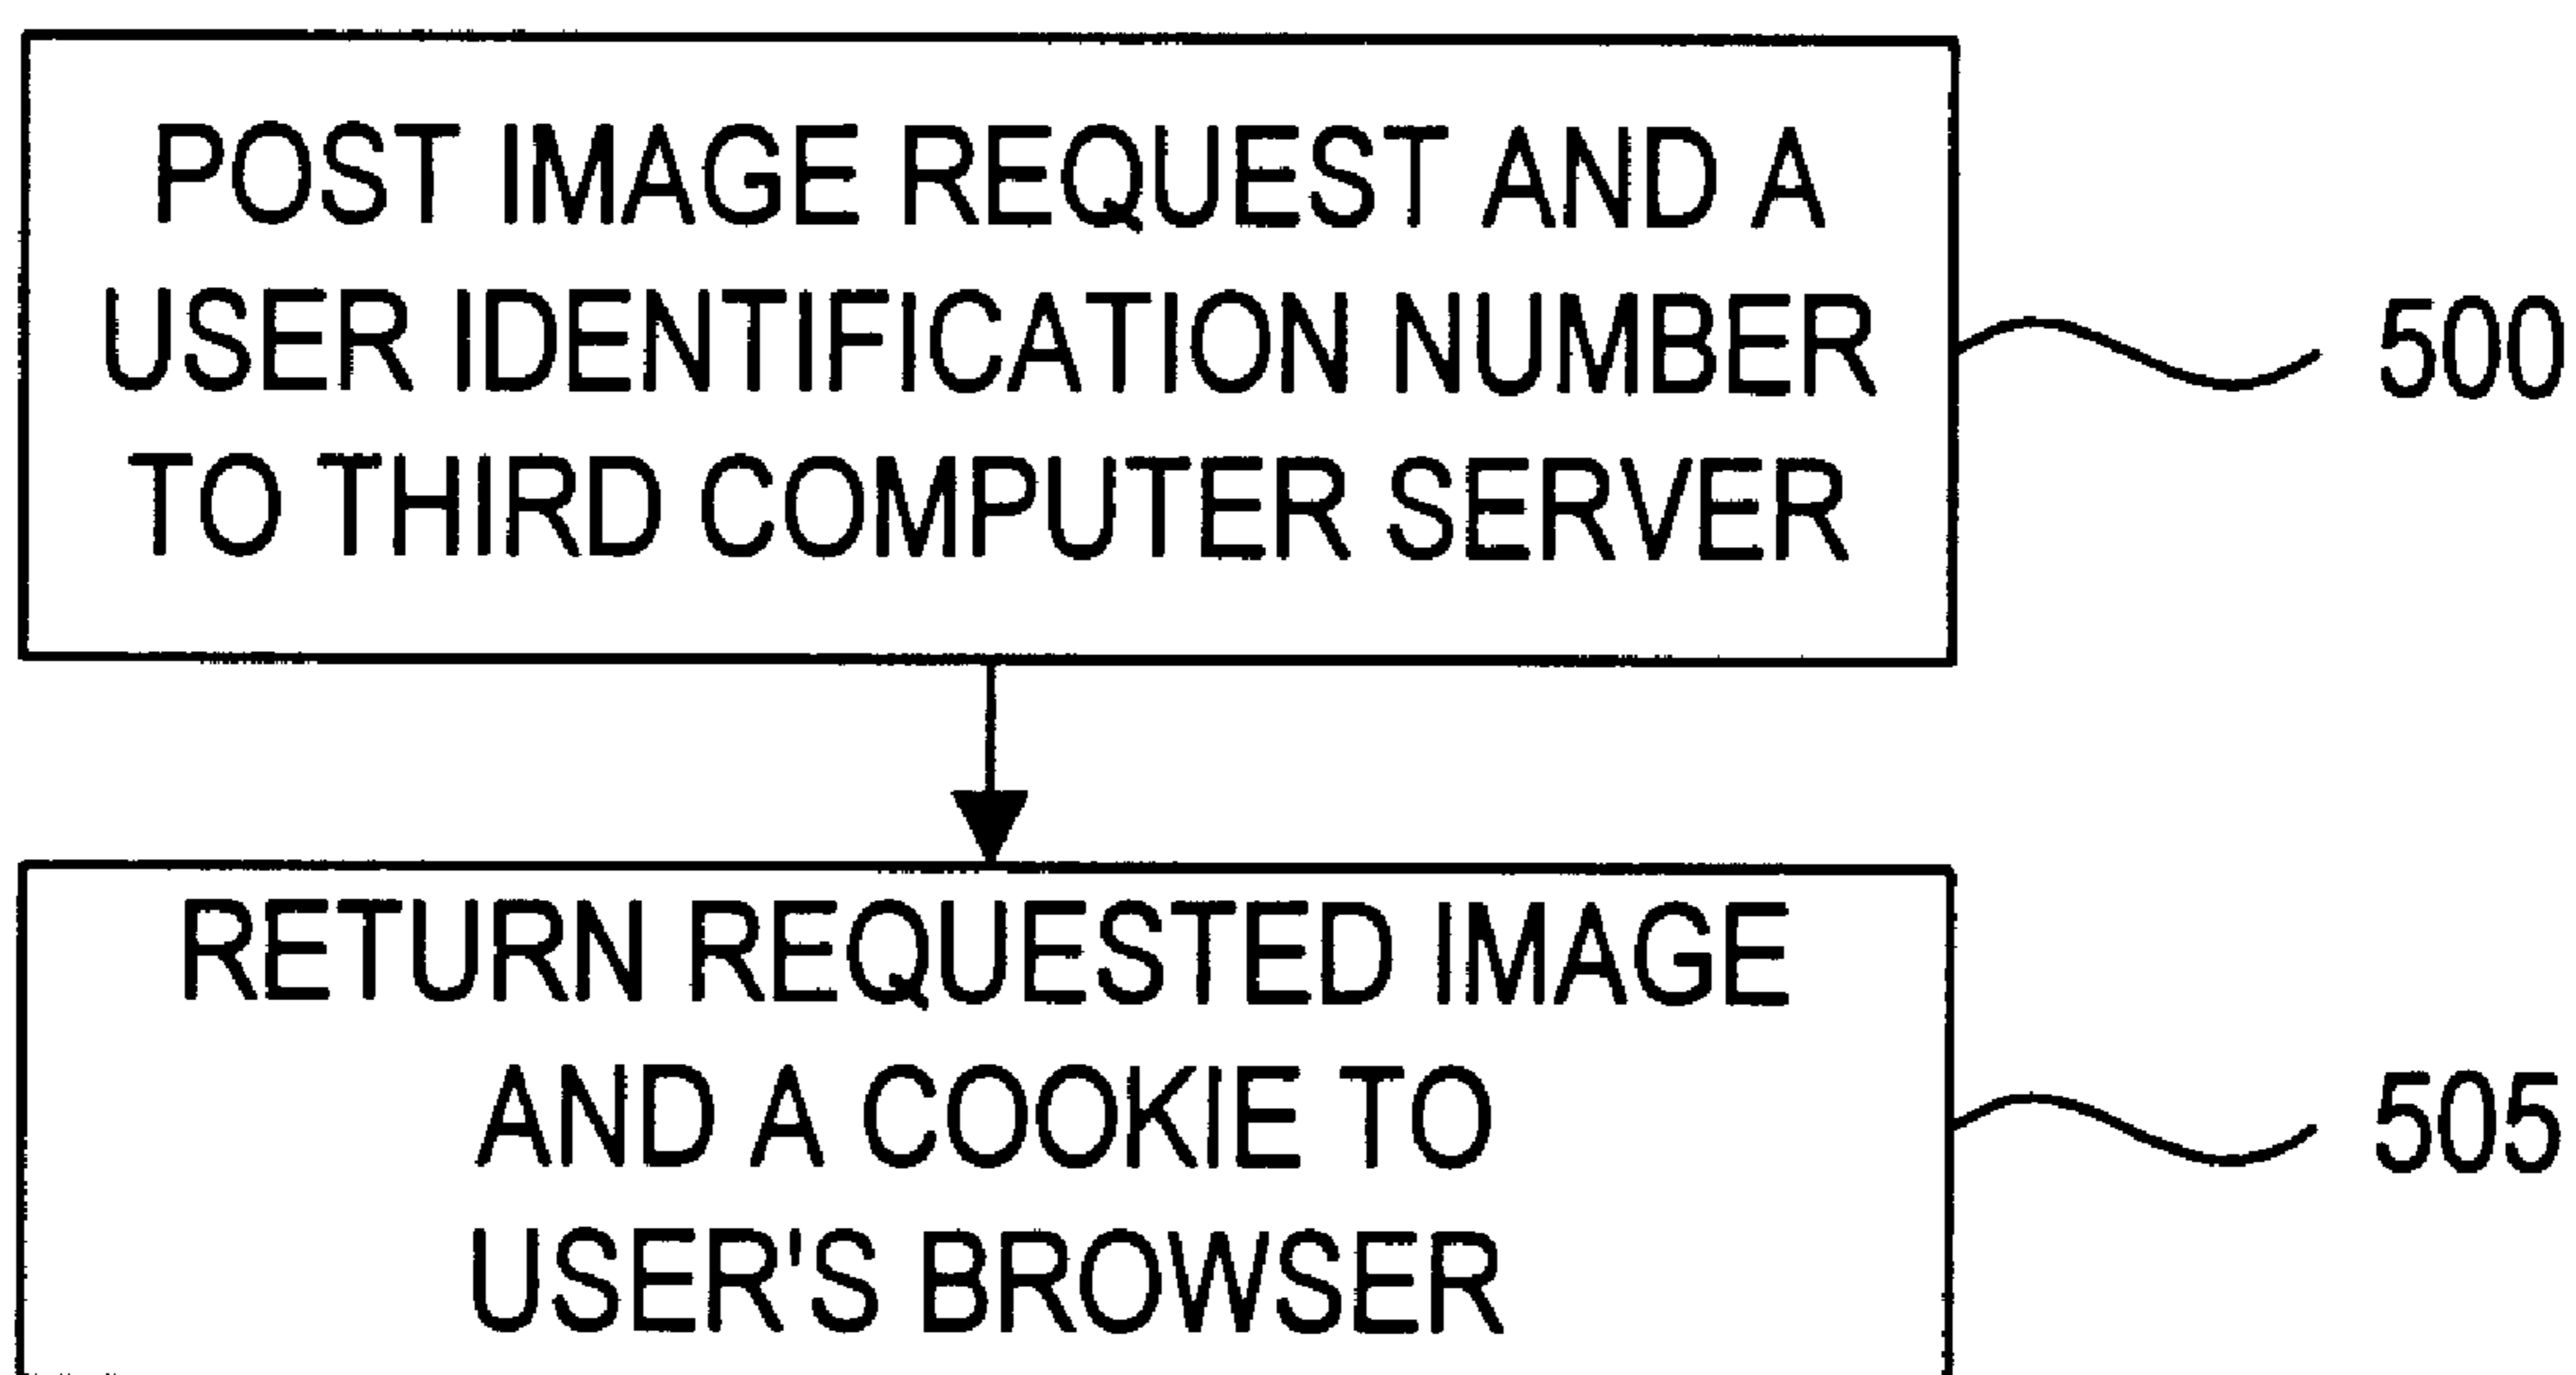 POST IMAGE REQUEST AND A
USER IDENTIFICATION NUMBER
TO THIRD COMPUTER SERVER
500
RETURN REQUESTED IMAGE
AND A COOKIE TO
USER'S BROWSER
505